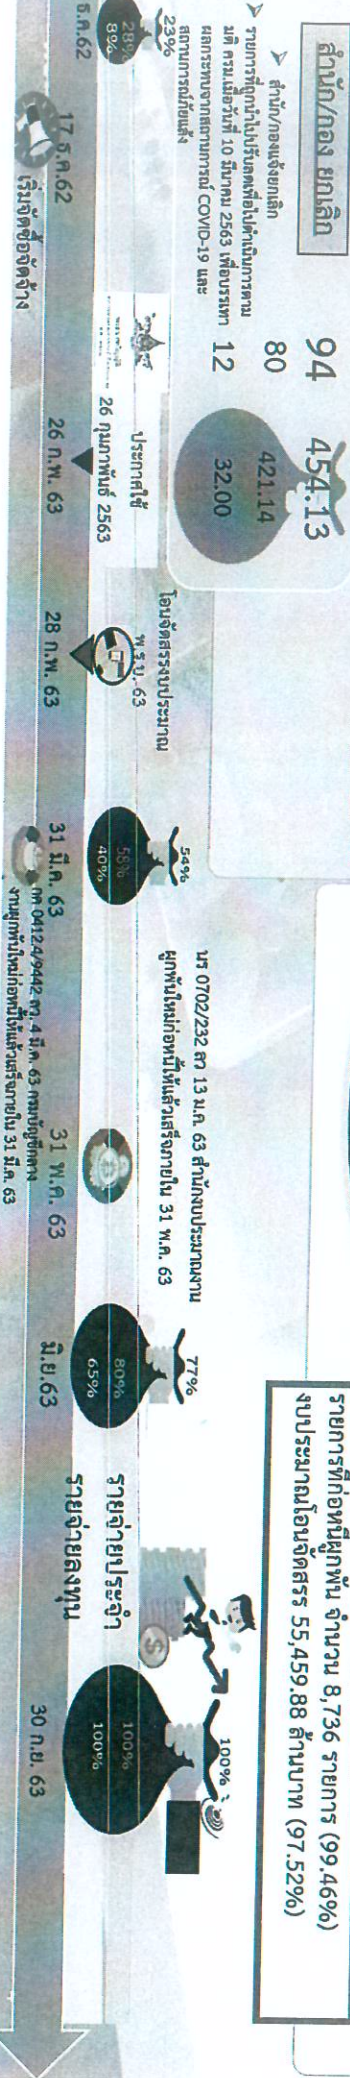 สำนัก/กอง ยกเลิก
94 454.13
➢ สำนัก/กองแจ้งยกเลิก 80 421.14
➢ รายการที่ถูกนำไปปรับลดเพื่อไปดำเนินการตาม
มติ ครม.เมื่อวันที่ 10 มีนาคม 2563 เพื่อบรรเทา 12 32.00
ผลกระทบจากสถานการณ์ COVID-19 และ
สถานการณ์ภัยแล้ง
23%
28%
8%
ธ.ค.62
17 ธ.ค.62
เริ่มจัดซื้อจัดจ้าง
ประกาศใช้
26 กุมภาพันธ์ 2563
26 ก.พ. 63
โอนจัดสรรงบประมาณ
พ.ร.บ.-63
28 ก.พ. 63
54%
58%
40%
31 มี.ค. 63
กค 0412.4/9442 ลว. 4 มี.ค. 63 กรมบัญชีกลาง
งานผูกพันใหม่ก่อหนี้ให้แล้วเสร็จภายใน 31 มี.ค. 63
นร 0702/232 ลว 13 ม.ค. 63 สำนักงบประมาณงาน
ผูกพันใหม่ก่อหนี้ให้แล้วเสร็จภายใน 31 พ.ค. 63
31 พ.ค. 63
77%
80%
65%
มิ.ย.63
รายการที่ก่อหนี้ผูกพัน จำนวน 8,736 รายการ (99.46%)
งบประมาณโอนจัดสรร 55,459.88 ล้านบาท (97.52%)
รายจ่ายประจำ
รายจ่ายลงทุน
$
100%
100%
100%
30 ก.ย. 63